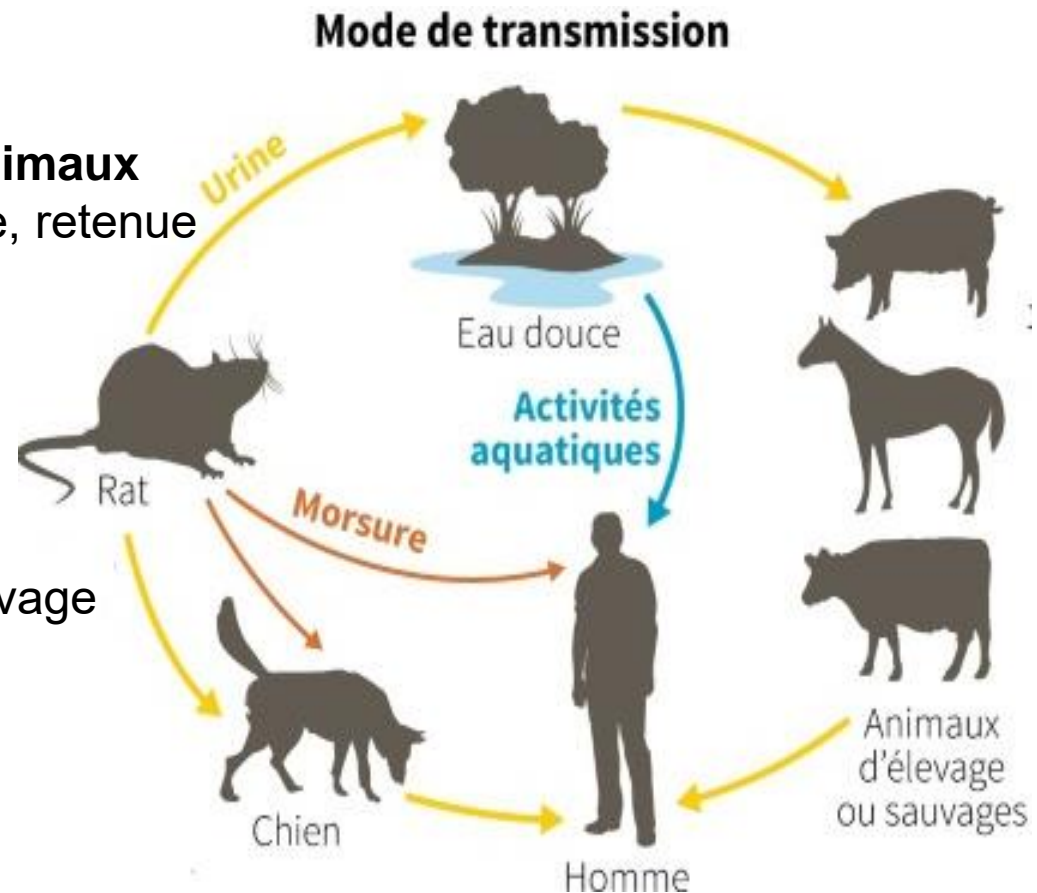 Mode de transmission
imaux
Urine
e, retenue
Eau douce
Activités
aquatiques
Rat
Morsure
vage
Animaux
d'élevage
ou sauvages
Chien
Homme